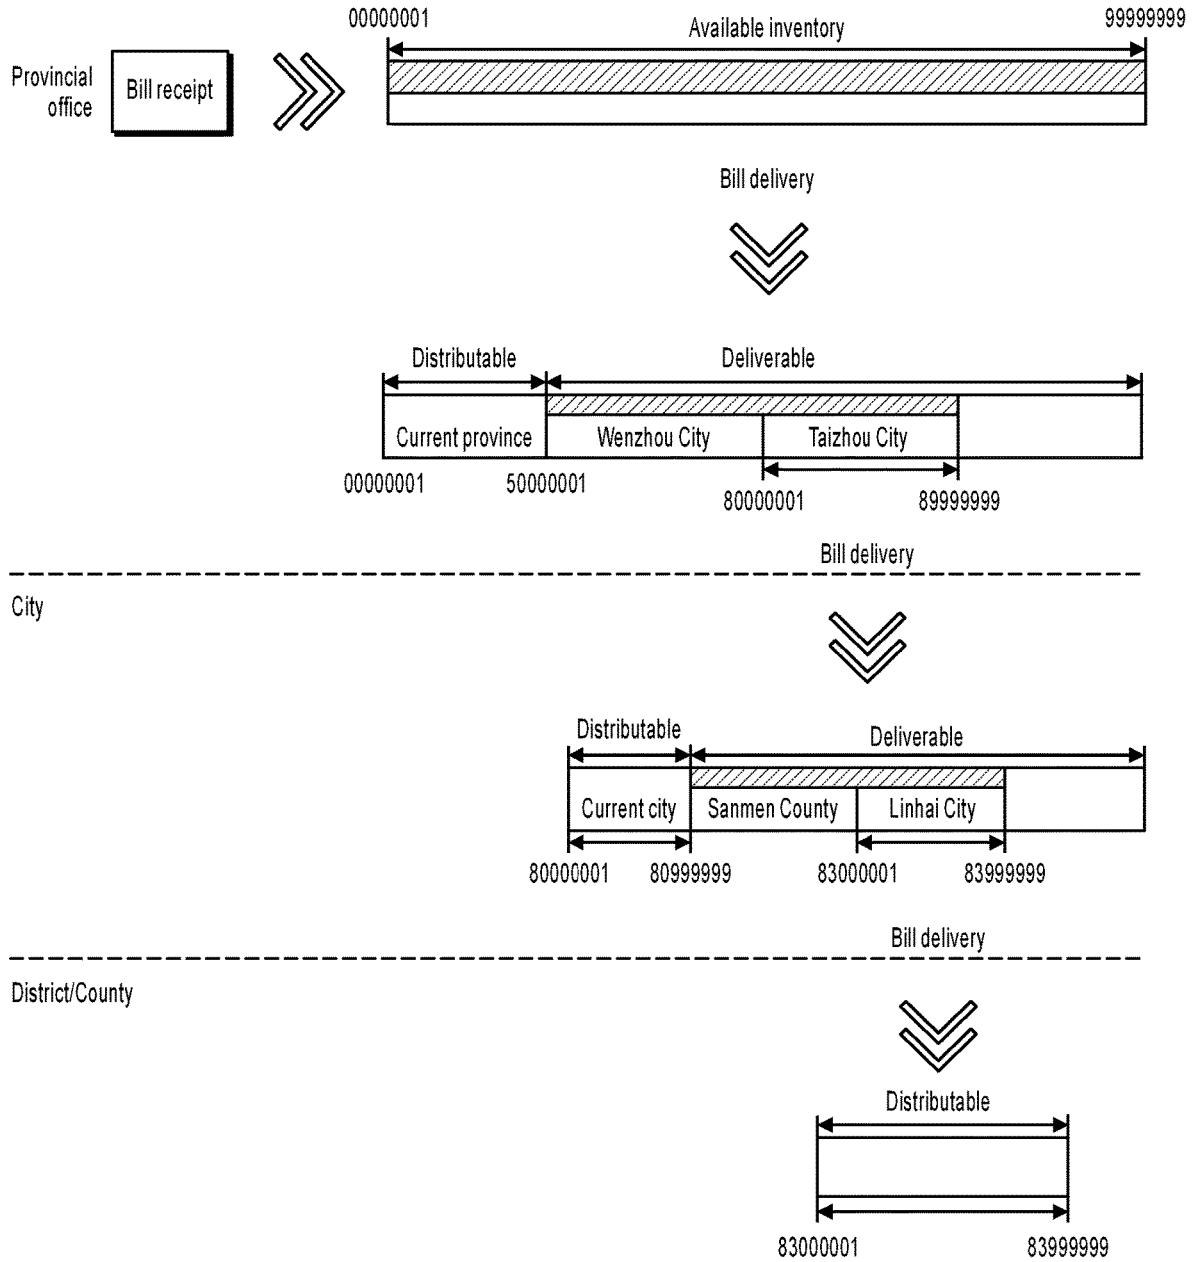 00000001
99999999
Available inventory
Provincial
office
Bill receipt
Bill delivery
Distributable
Deliverable
Current province
Wenzhou City
Taizhou City
00000001
50000001
80000001
89999999
Bill delivery
City
Distributable
Deliverable
Current city
Sanmen County
Linhai City
80000001
80999999
83000001
83999999
Bill delivery
District/County
Distributable
83000001
83999999